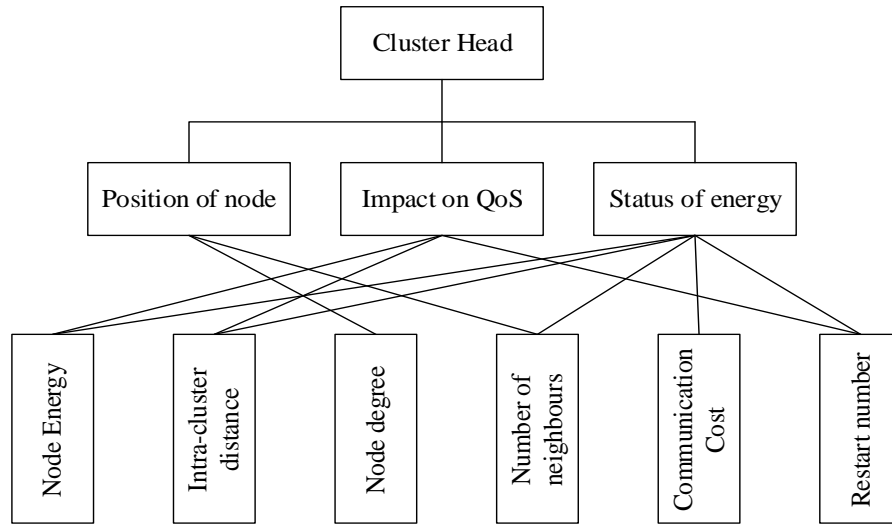 Cluster Head
Position of node
Impact on QoS
Status of energy
Node Energy
Intra-cluster
distance
Node degree
Number of
neighbours
Communication
Cost
Restart number